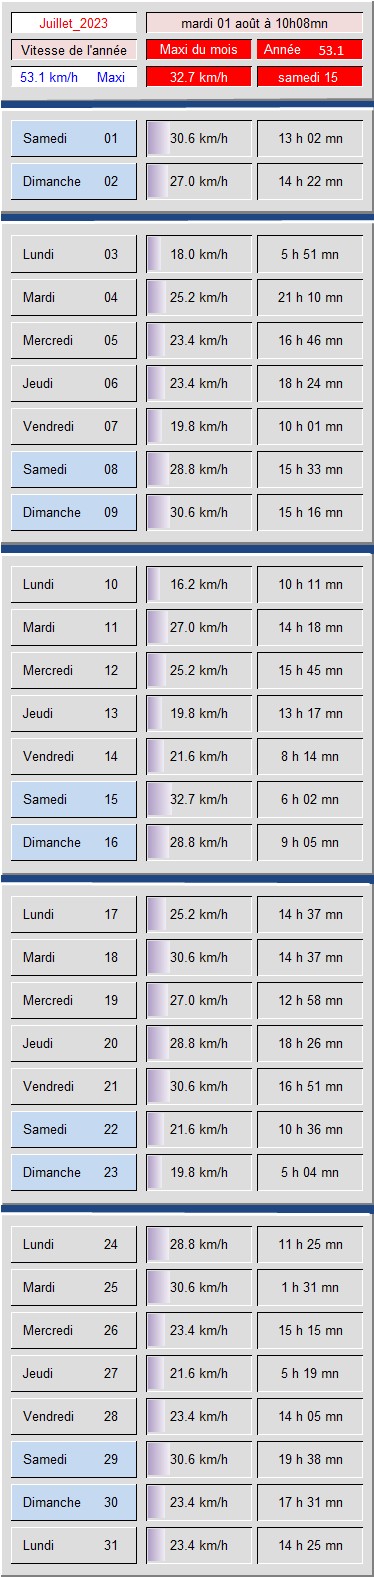 Juillet_2023 mardi 01 août à 10h08mn
Vitesse de l'année Maxi du mois Année 53.1
53.1 km/h Maxi 32.7 km/h samedi 15
Samedi 01 30.6 km/h 13 h 02 mn
Dimanche 02 27.0 km/h 14 h 22 mn
Lundi 03 18.0 km/h 5 h 51 mn
Mardi 04 25.2 km/h 21 h 10 mn
Mercredi 05 23.4 km/h 16 h 46 mn
Jeudi 06 23.4 km/h 18 h 24 mn
Vendredi 07 19.8 km/h 10 h 01 mn
Samedi 08 28.8 km/h 15 h 33 mn
Dimanche 09 30.6 km/h 15 h 16 mn
Lundi 10 16.2 km/h 10 h 11 mn
Mardi 11 27.0 km/h 14 h 18 mn
Mercredi 12 25.2 km/h 15 h 45 mn
Jeudi 13 19.8 km/h 13 h 17 mn
Vendredi 14 21.6 km/h 8 h 14 mn
Samedi 15 32.7 km/h 6 h 02 mn
Dimanche 16 28.8 km/h 9 h 05 mn
Lundi 17 25.2 km/h 14 h 37 mn
Mardi 18 30.6 km/h 14 h 37 mn
Mercredi 19 27.0 km/h 12 h 58 mn
Jeudi 20 28.8 km/h 18 h 26 mn
Vendredi 21 30.6 km/h 16 h 51 mn
Samedi 22 21.6 km/h 10 h 36 mn
Dimanche 23 19.8 km/h 5 h 04 mn
Lundi 24 28.8 km/h 11 h 25 mn
Mardi 25 30.6 km/h 1 h 31 mn
Mercredi 26 23.4 km/h 15 h 15 mn
Jeudi 27 21.6 km/h 5 h 19 mn
Vendredi 28 23.4 km/h 14 h 05 mn
Samedi 29 30.6 km/h 19 h 38 mn
Dimanche 30 23.4 km/h 17 h 31 mn
Lundi 31 23.4 km/h 14 h 25 mn